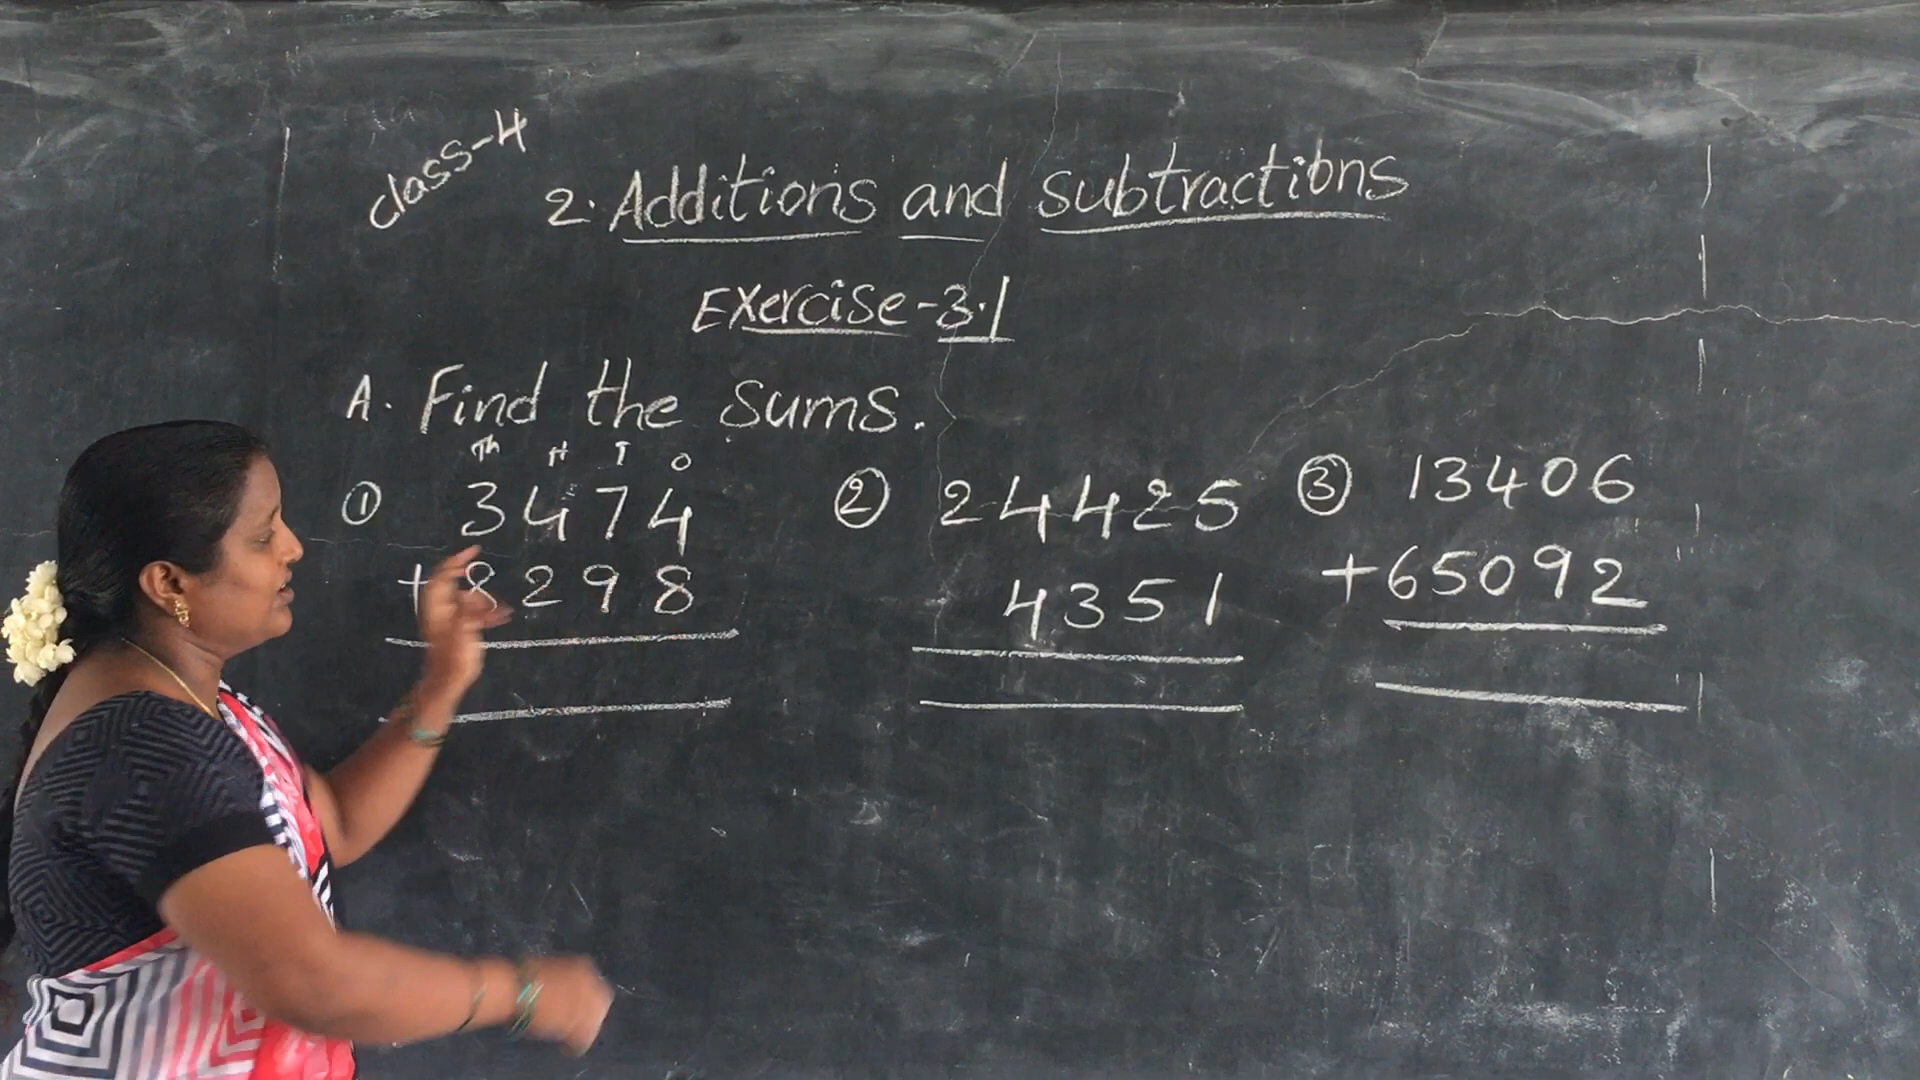 class-4
2. Additions and subtractions
Exercise-3.1
A. Find the sums.
Th H T O
① 3474
+8298
② 24425
4351
③ 13406
+65092